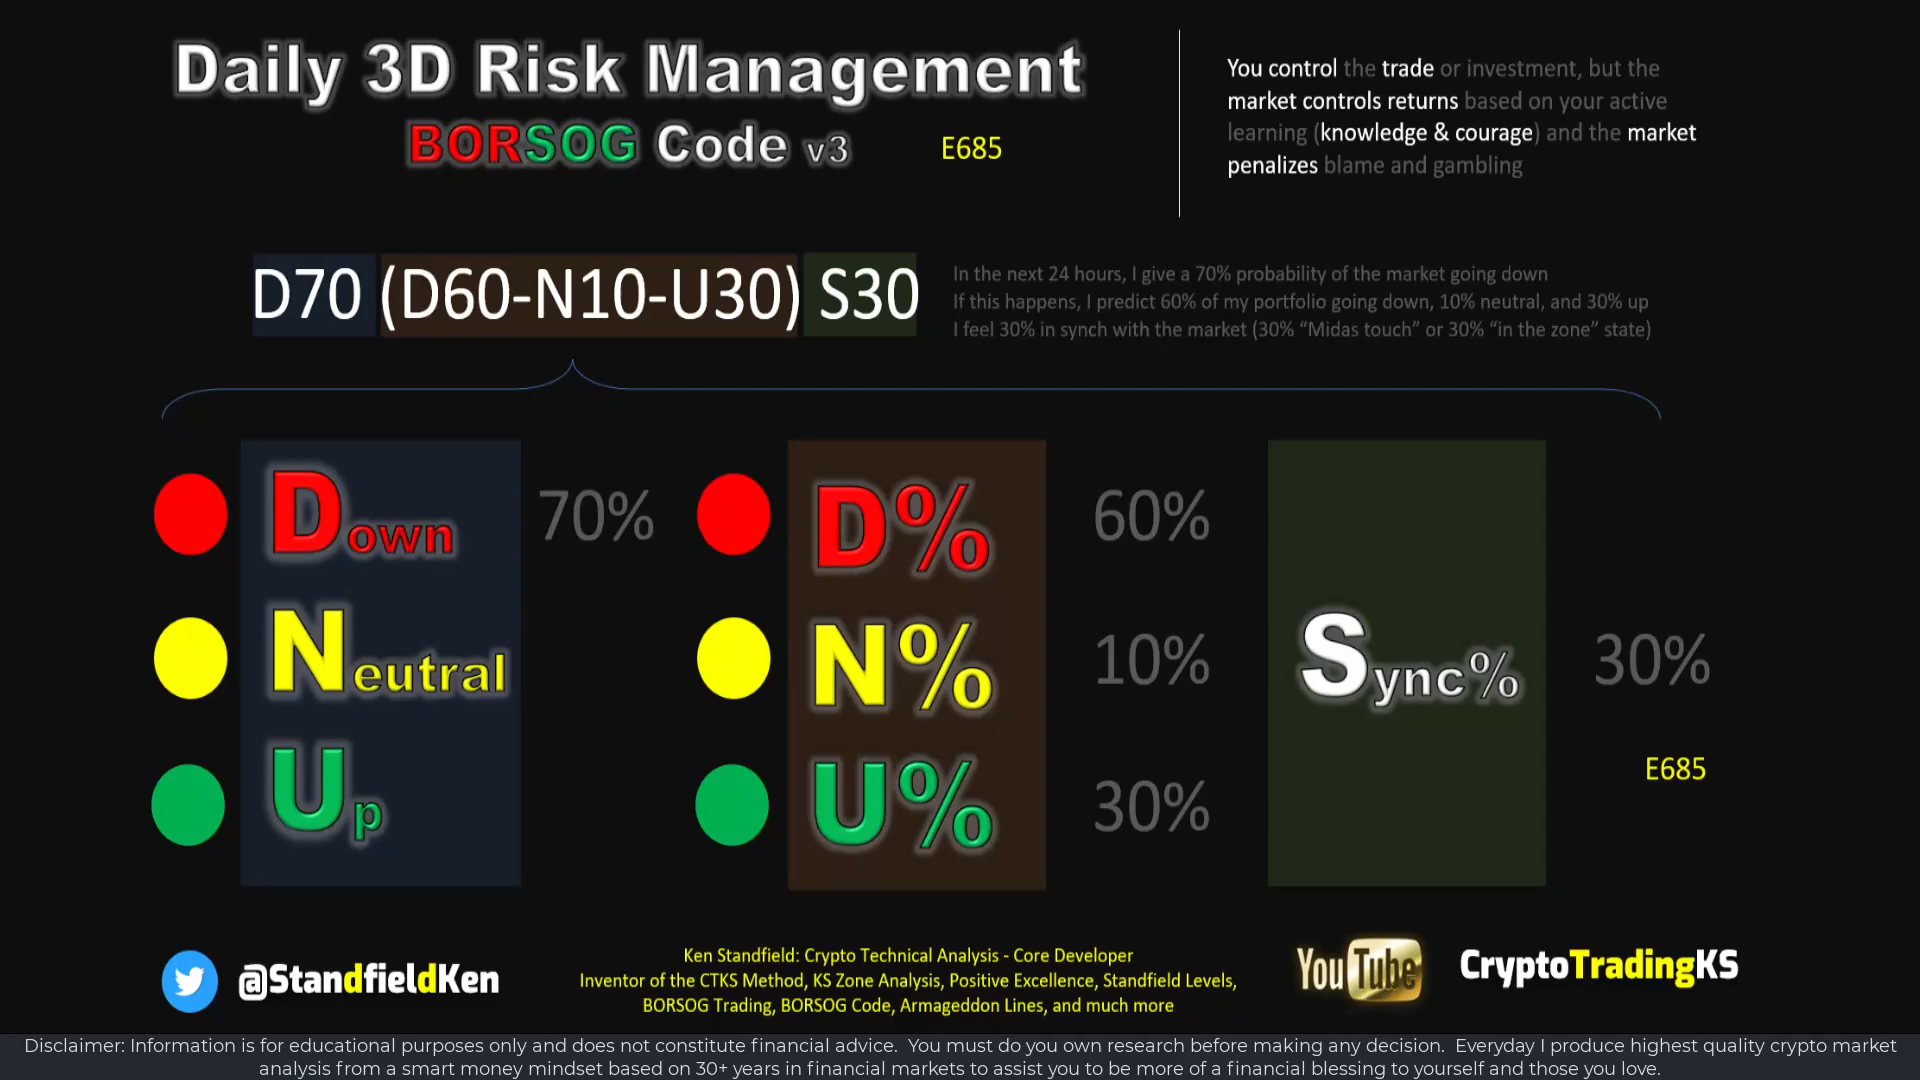 Daily 3D Risk Management
BORSOG Code v3
E685
You control the trade or investment, but the
market controls returns based on your active
learning (knowledge & courage) and the market
penalizes blame and gambling
D70 (D60-N10-U30) S30
In the next 24 hours, I give a 70% probability of the market going down
If this happens, I predict 60% of my portfolio going down, 10% neutral, and 30% up
I feel 30% in synch with the market (30% “Midas touch” or 30% “in the zone” state)
Down 70%
D% 60%
Neutral
N% 10%
Sync% 30%
Up
U% 30%
E685
@StandfieldKen
Ken Standfield: Crypto Technical Analysis - Core Developer
Inventor of the CTKS Method, KS Zone Analysis, Positive Excellence, Standfield Levels,
BORSOG Trading, BORSOG Code, Armageddon Lines, and much more
YouTube
CryptoTradingKS
Disclaimer: Information is for educational purposes only and does not constitute financial advice.  You must do you own research before making any decision.  Everyday I produce highest quality crypto market
analysis from a smart money mindset based on 30+ years in financial markets to assist you to be more of a financial blessing to yourself and those you love.